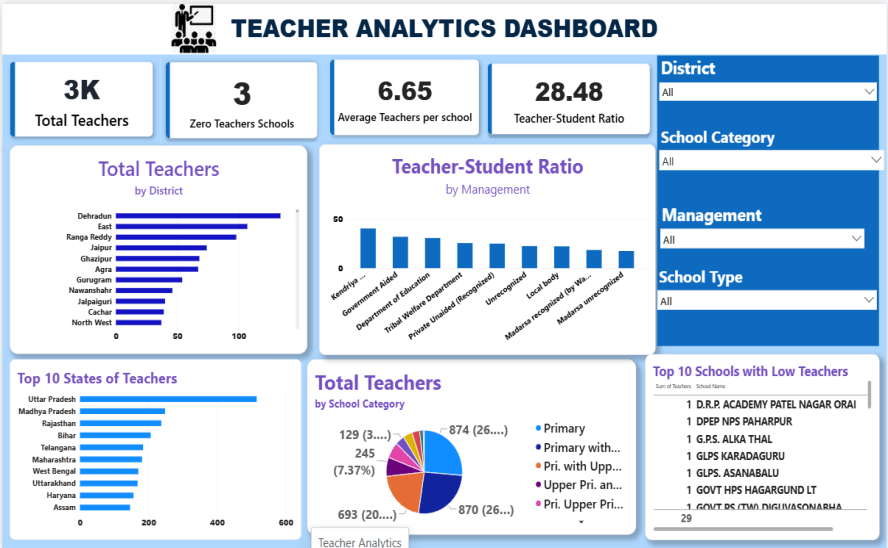 TEACHER ANALYTICS DASHBOARD
3K
Total Teachers
3
Zero Teachers Schools
6.65
Average Teachers per school
28.48
Teacher-Student Ratio
District
All
School Category
All
Management
All
School Type
All
Total Teachers
by District
Dehradun
East
Ranga Reddy
Jaipur
Ghazipur
Agra
Gurugram
Nawanshahr
Jalpaiguri
Cachar
North West
0 50 100
Teacher-Student Ratio
by Management
50
0
Kendriya ...
Government Aided
Department of Education
Tribal Welfare Department
Private Unaided (Recognized)
Unrecognized
Local body
Madarsa recognized (by Wa...
Madarsa unrecognized
Top 10 States of Teachers
Uttar Pradesh
Madhya Pradesh
Rajasthan
Bihar
Telangana
Maharashtra
West Bengal
Uttarakhand
Haryana
Assam
0 200 400 600
Total Teachers
by School Category
874 (26....)
870 (26...)
693 (20....)
245
(7.37%)
129 (3....)
Primary
Primary with...
Pri. with Upp...
Upper Pri. an...
Pri. Upper Pri...
Teacher Analytics
Top 10 Schools with Low Teachers
Sum of Teachers School Name
1 D.R.P. ACADEMY PATEL NAGAR ORAI
1 DPEP NPS PAHARPUR
1 G.P.S. ALKA THAL
1 GLPS KARADAGURU
1 GLPS. ASANABALU
1 GOVT HPS HAGARGUND LT
1 GOVT PS (TW) DIGUVASONABHA
29